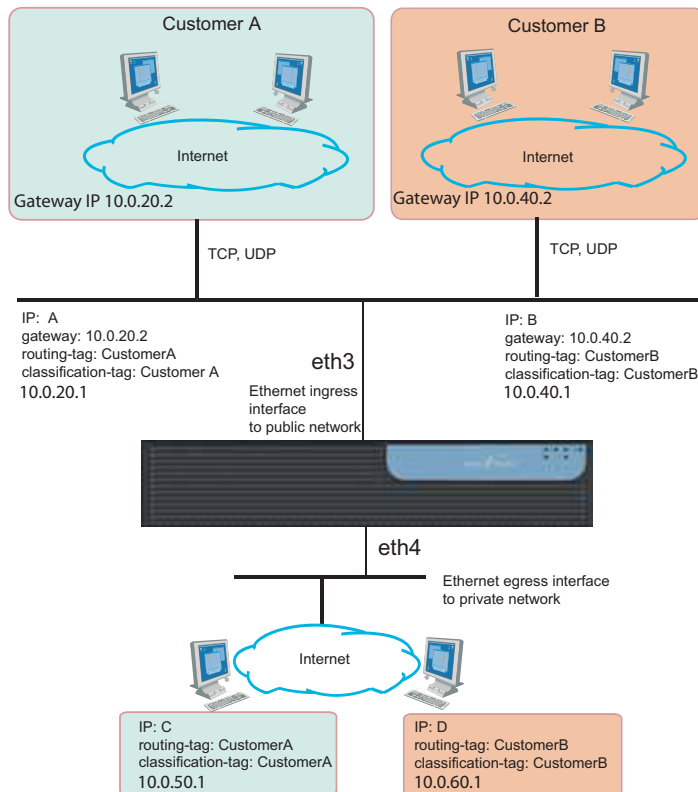 Customer A
Customer B
Internet
Internet
Gateway IP 10.0.20.2
Gateway IP 10.0.40.2
TCP, UDP
TCP, UDP
IP:  A
gateway: 10.0.20.2
routing-tag: CustomerA
classification-tag: Customer A
10.0.20.1
IP: B
gateway: 10.0.40.2
routing-tag: CustomerB
classification-tag: CustomerB
10.0.40.1
eth3
Ethernet ingress
interface
to public network
eth4
Ethernet egress interface
to private network
Internet
IP: C
routing-tag: CustomerA
classification-tag: CustomerA
10.0.50.1
IP: D
routing-tag: CustomerB
classification-tag: CustomerB
10.0.60.1